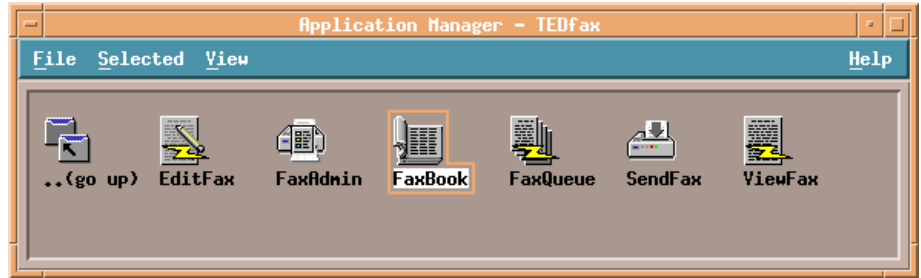 Application Manager - TEDfax
File Selected View Help
..(go up) EditFax FaxAdmin FaxBook FaxQueue SendFax ViewFax